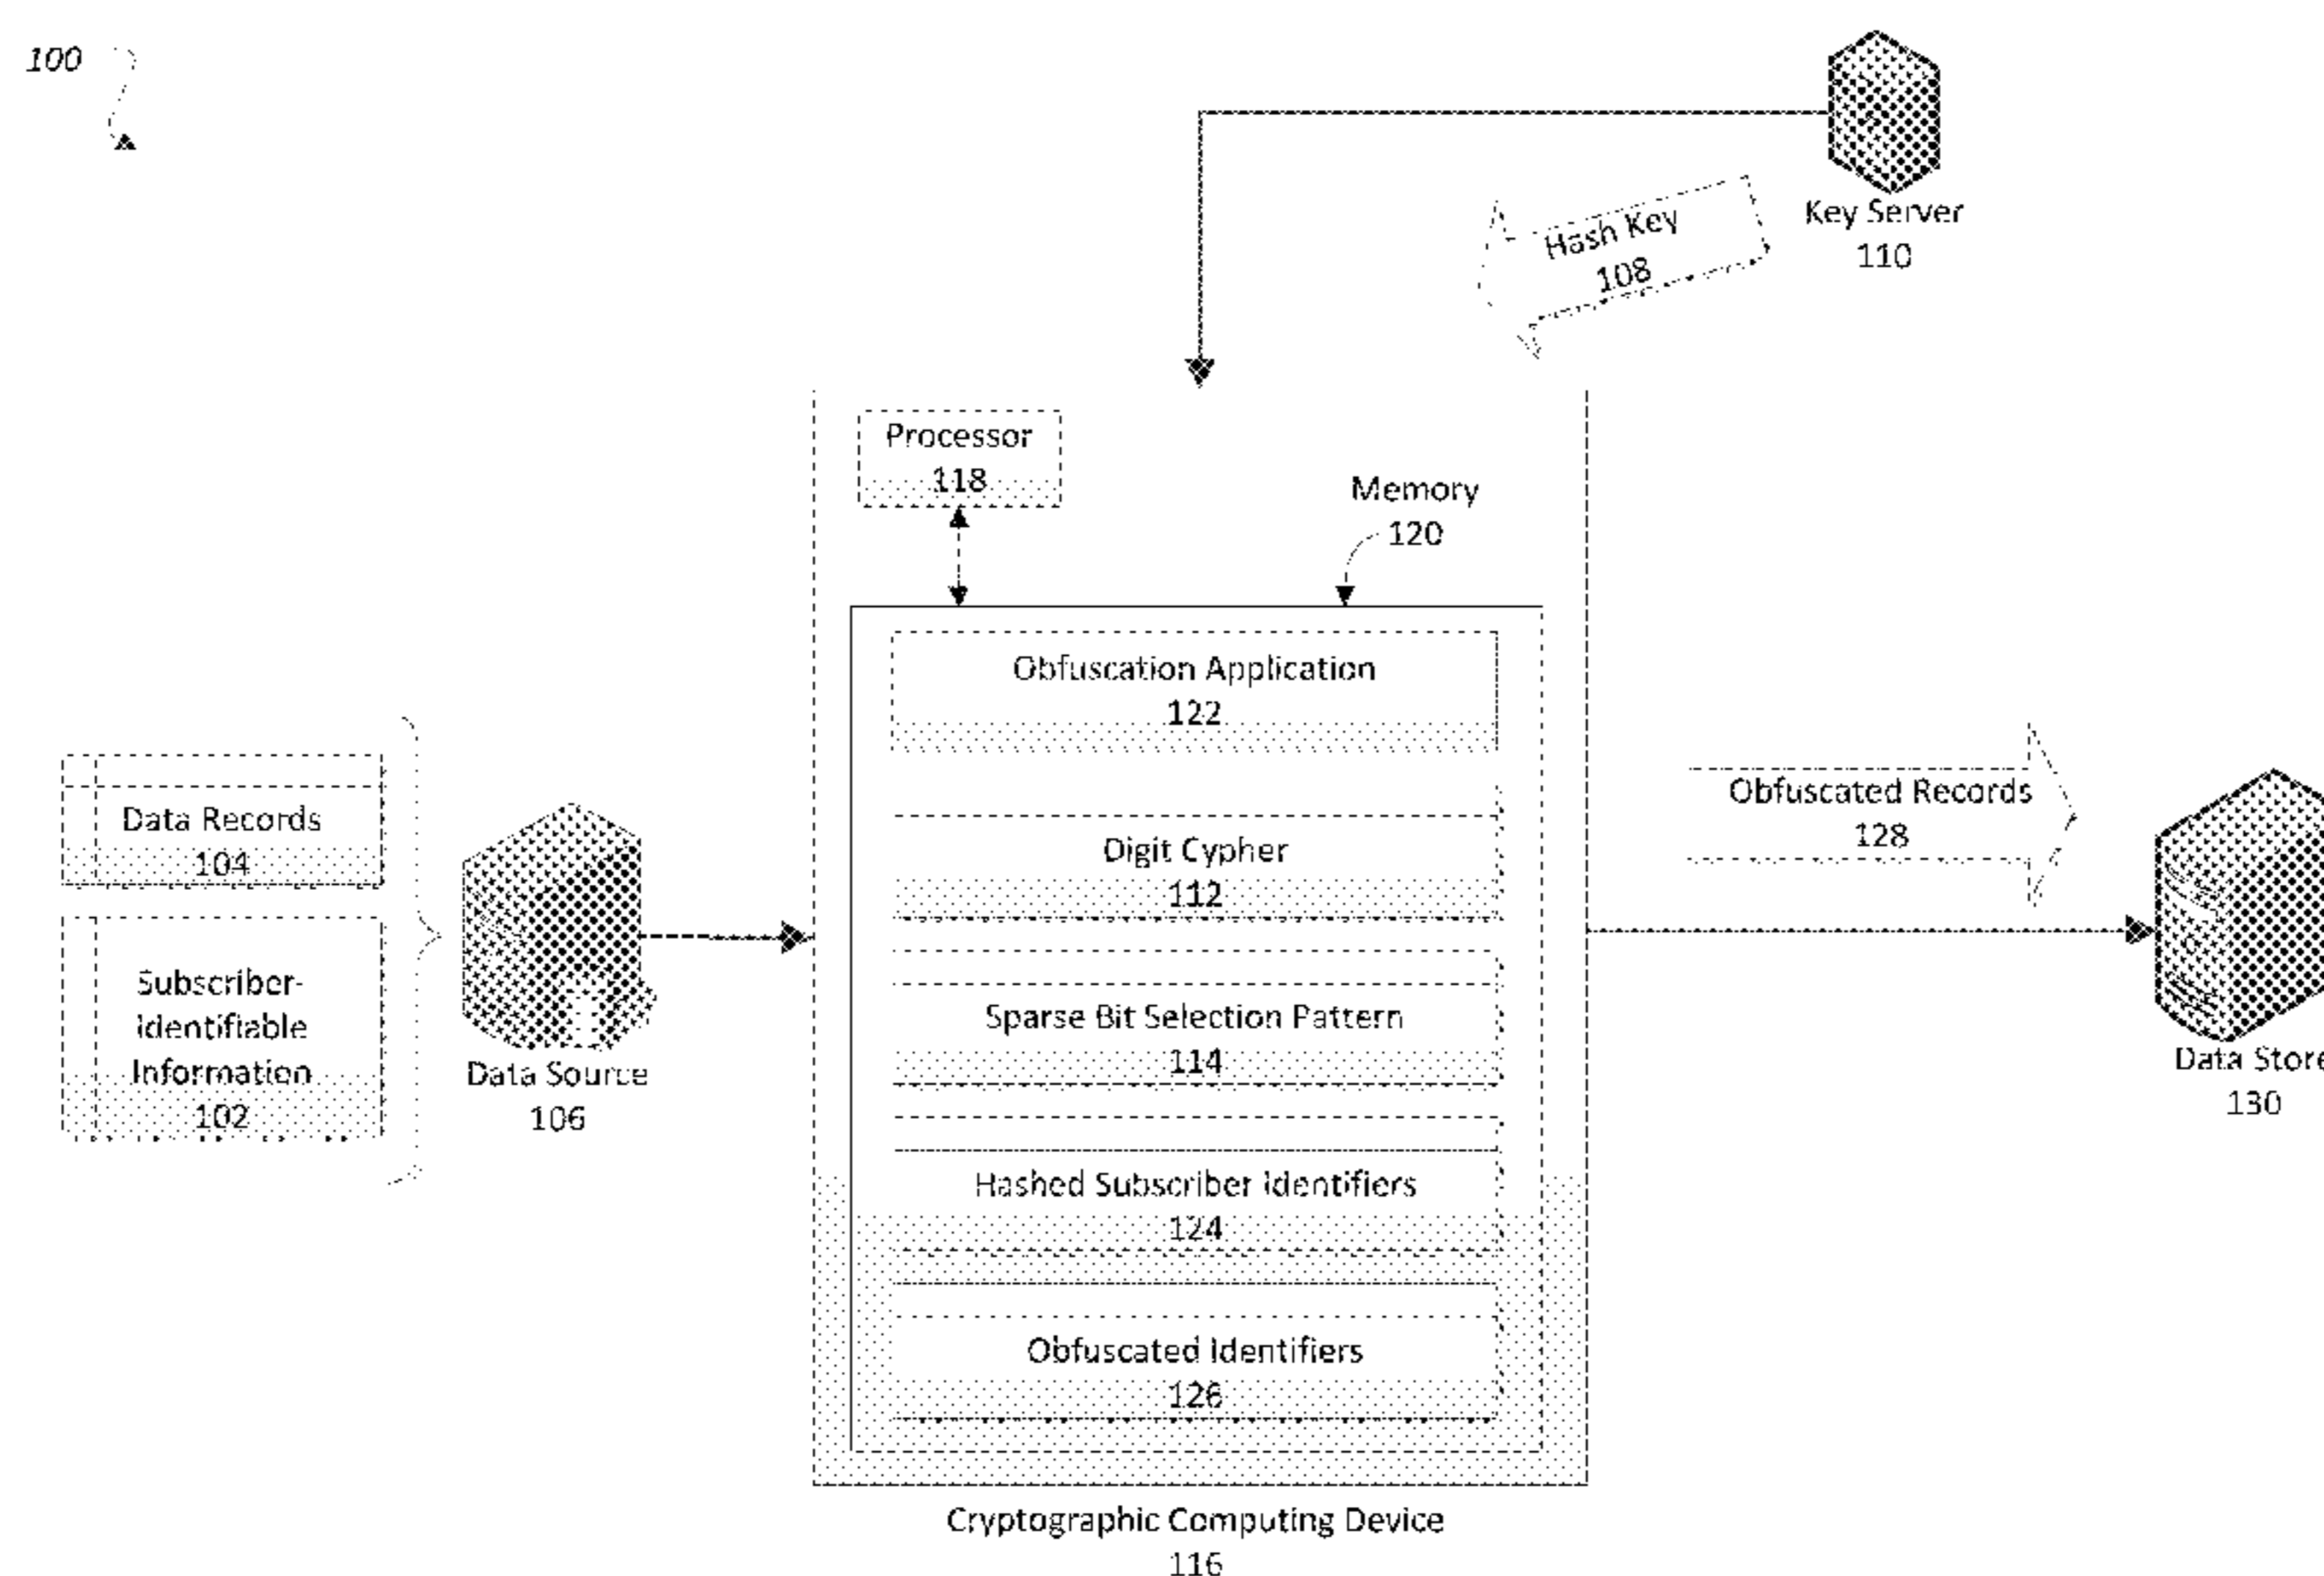 100
Key Server
110
Hash Key
108
Processor
118
Memory
120
Obfuscation Application
122
Data Records
104
Digit Cypher
112
Obfuscated Records
128
Subscriber-
Identifiable
Information
102
Data Source
106
Sparse Bit Selection Pattern
114
Data Store
130
Hashed Subscriber Identifiers
124
Obfuscated Identifiers
126
Cryptographic Computing Device
116